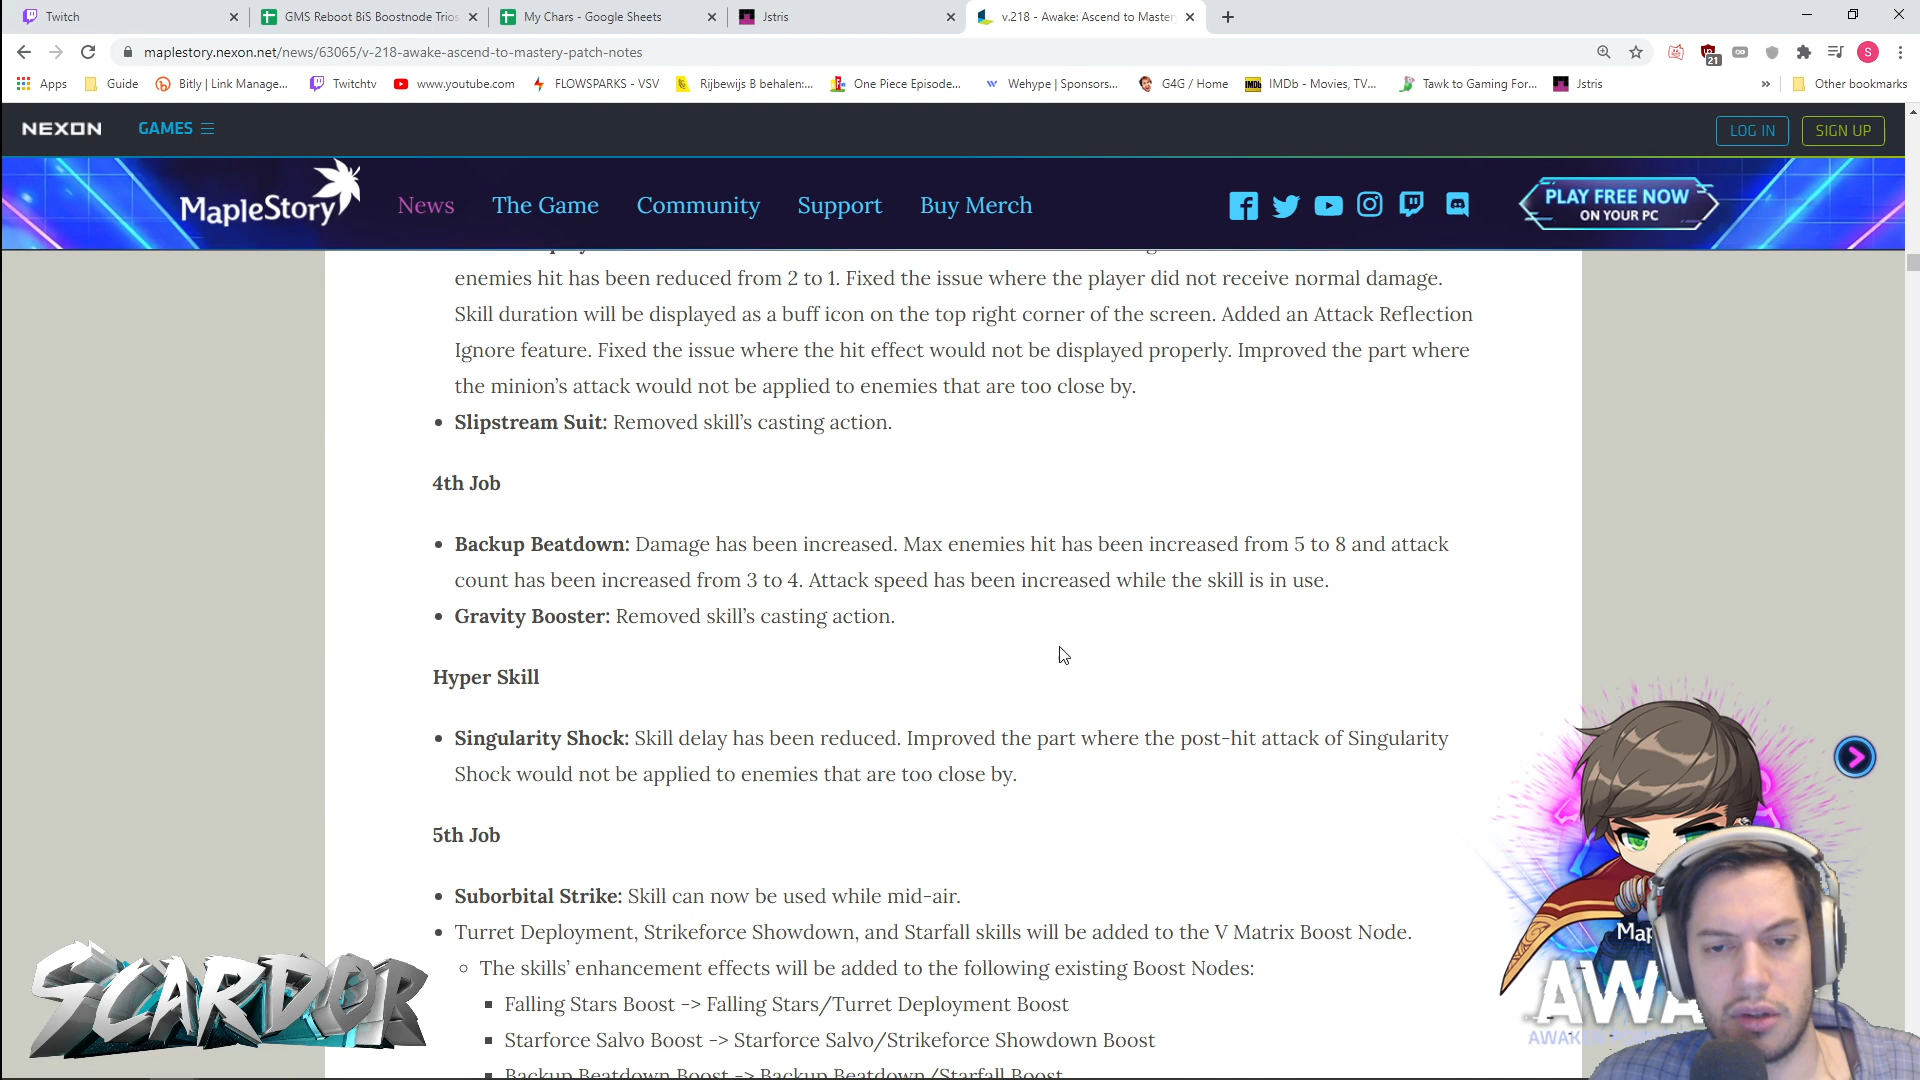 Twitch
GMS Reboot BiS Boostnode Trios
My Chars - Google Sheets
Jstris
v.218 - Awake: Ascend to Master
maplestory.nexon.net/news/63065/v-218-awake-ascend-to-mastery-patch-notes
21
S
Apps
Guide
Bitly | Link Manage...
Twitchtv
www.youtube.com
FLOWSPARKS - VSV
Rijbewijs B behalen:...
One Piece Episode...
Wehype | Sponsors...
G4G / Home
IMDb - Movies, TV...
Tawk to Gaming For...
Jstris
»
Other bookmarks
NEXON
GAMES
LOG IN
SIGN UP
MapleStory
News
The Game
Community
Support
Buy Merch
PLAY FREE NOW
ON YOUR PC
enemies hit has been reduced from 2 to 1. Fixed the issue where the player did not receive normal damage.
Skill duration will be displayed as a buff icon on the top right corner of the screen. Added an Attack Reflection
Ignore feature. Fixed the issue where the hit effect would not be displayed properly. Improved the part where
the minion’s attack would not be applied to enemies that are too close by.
• Slipstream Suit: Removed skill’s casting action.
4th Job
• Backup Beatdown: Damage has been increased. Max enemies hit has been increased from 5 to 8 and attack
count has been increased from 3 to 4. Attack speed has been increased while the skill is in use.
• Gravity Booster: Removed skill’s casting action.
Hyper Skill
• Singularity Shock: Skill delay has been reduced. Improved the part where the post-hit attack of Singularity
Shock would not be applied to enemies that are too close by.
5th Job
• Suborbital Strike: Skill can now be used while mid-air.
• Turret Deployment, Strikeforce Showdown, and Starfall skills will be added to the V Matrix Boost Node.
○ The skills’ enhancement effects will be added to the following existing Boost Nodes:
▪ Falling Stars Boost -> Falling Stars/Turret Deployment Boost
▪ Starforce Salvo Boost -> Starforce Salvo/Strikeforce Showdown Boost
▪ Backup Beatdown Boost -> Backup Beatdown/Starfall Boost
SCARDOR
Map
AWA